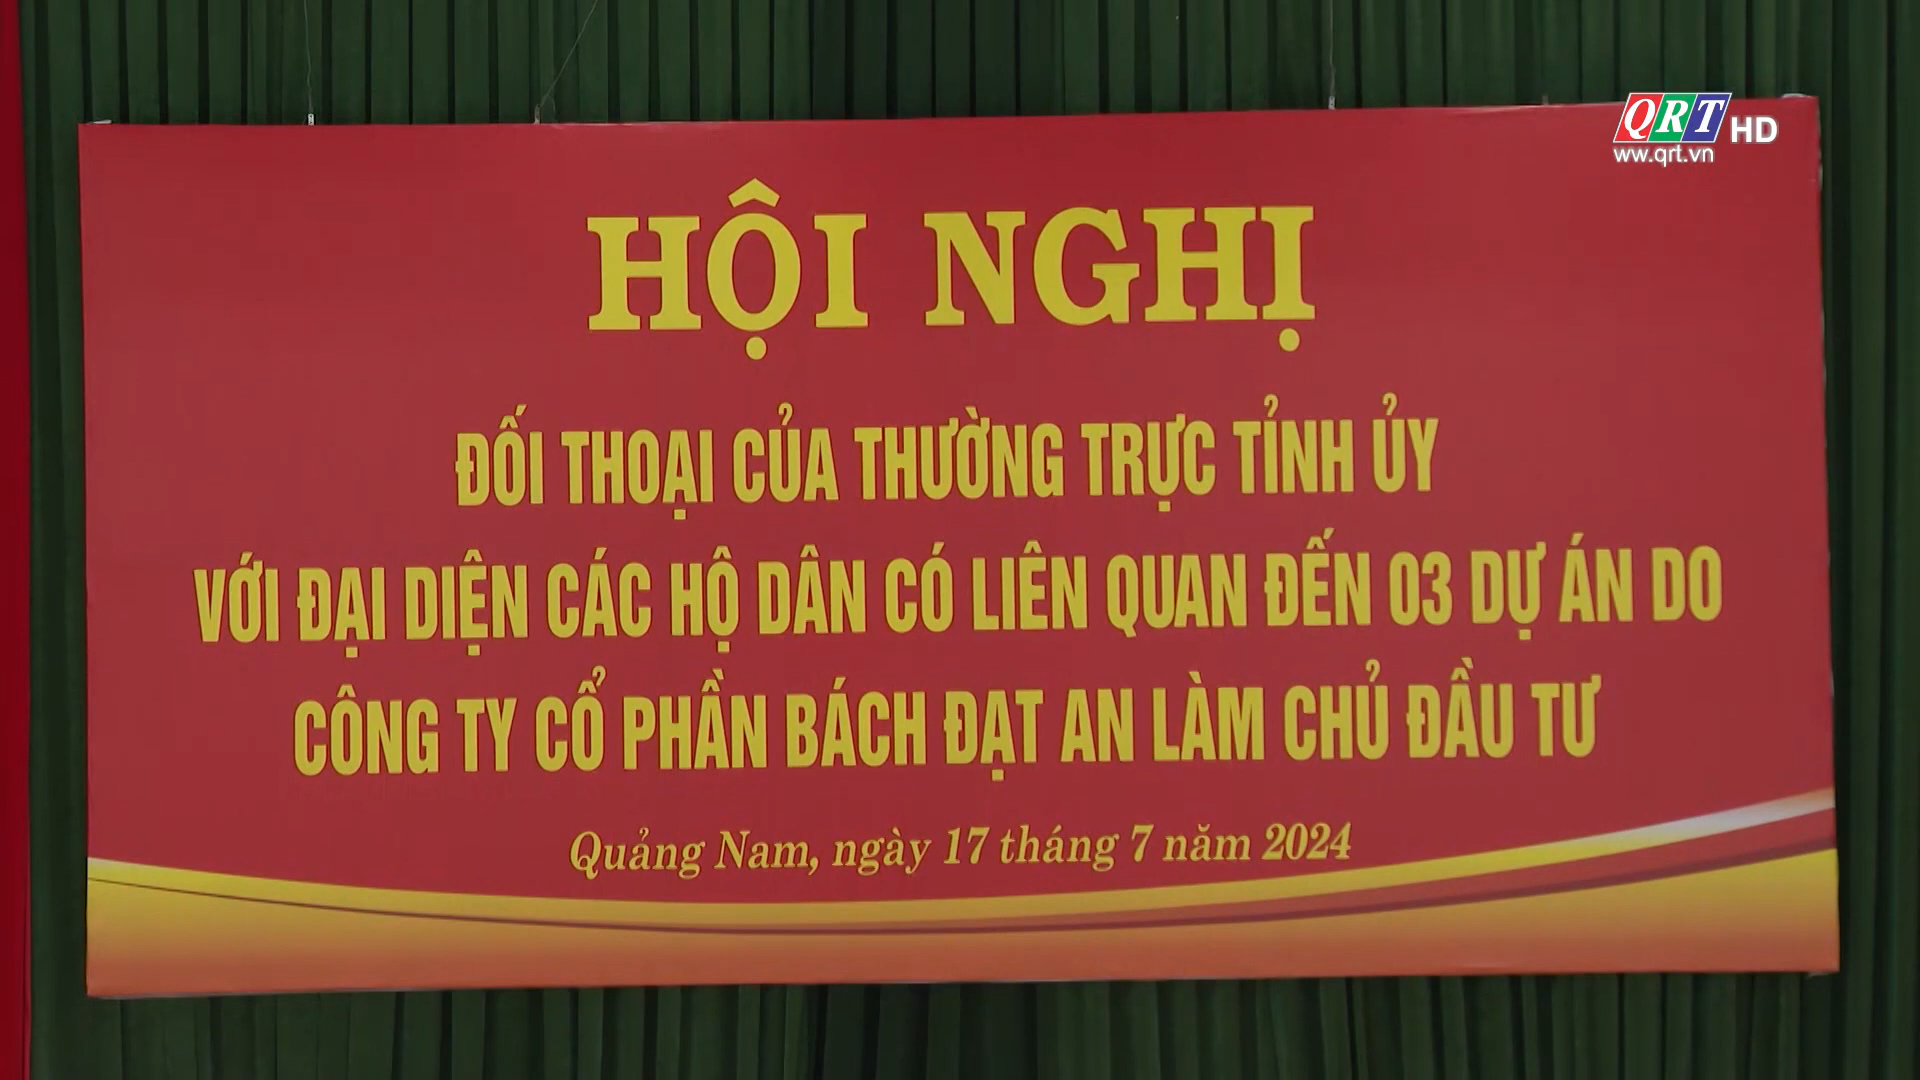 QRT HD
ww.qrt.vn
HỘI NGHỊ
ĐỐI THOẠI CỦA THƯỜNG TRỰC TỈNH ỦY
VỚI ĐẠI DIỆN CÁC HỘ DÂN CÓ LIÊN QUAN ĐẾN 03 DỰ ÁN DO
CÔNG TY CỔ PHẦN BÁCH ĐẠT AN LÀM CHỦ ĐẦU TƯ
Quảng Nam, ngày 17 tháng 7 năm 2024